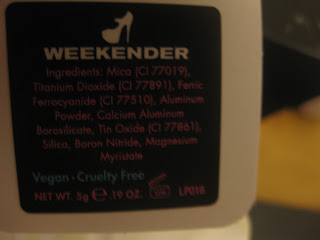 WEEKENDER
Ingredients: Mica (CI 77019),
Titanium Dioxide (CI 77891), Ferric
Ferrocyanide (CI 77510), Aluminum
Powder, Calcium Aluminum
Borosilicate, Tin Oxide (CI 77861),
Silica, Boron Nitride, Magnesium
Myristate
Vegan · Cruelty Free
NET WT. 5g ℮ .19 OZ. LP018